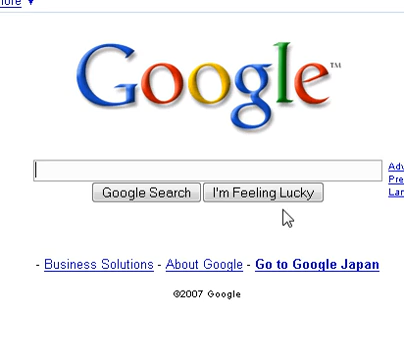 Google™
Google Search I'm Feeling Lucky
- Business Solutions - About Google - Go to Google Japan
©2007 Google